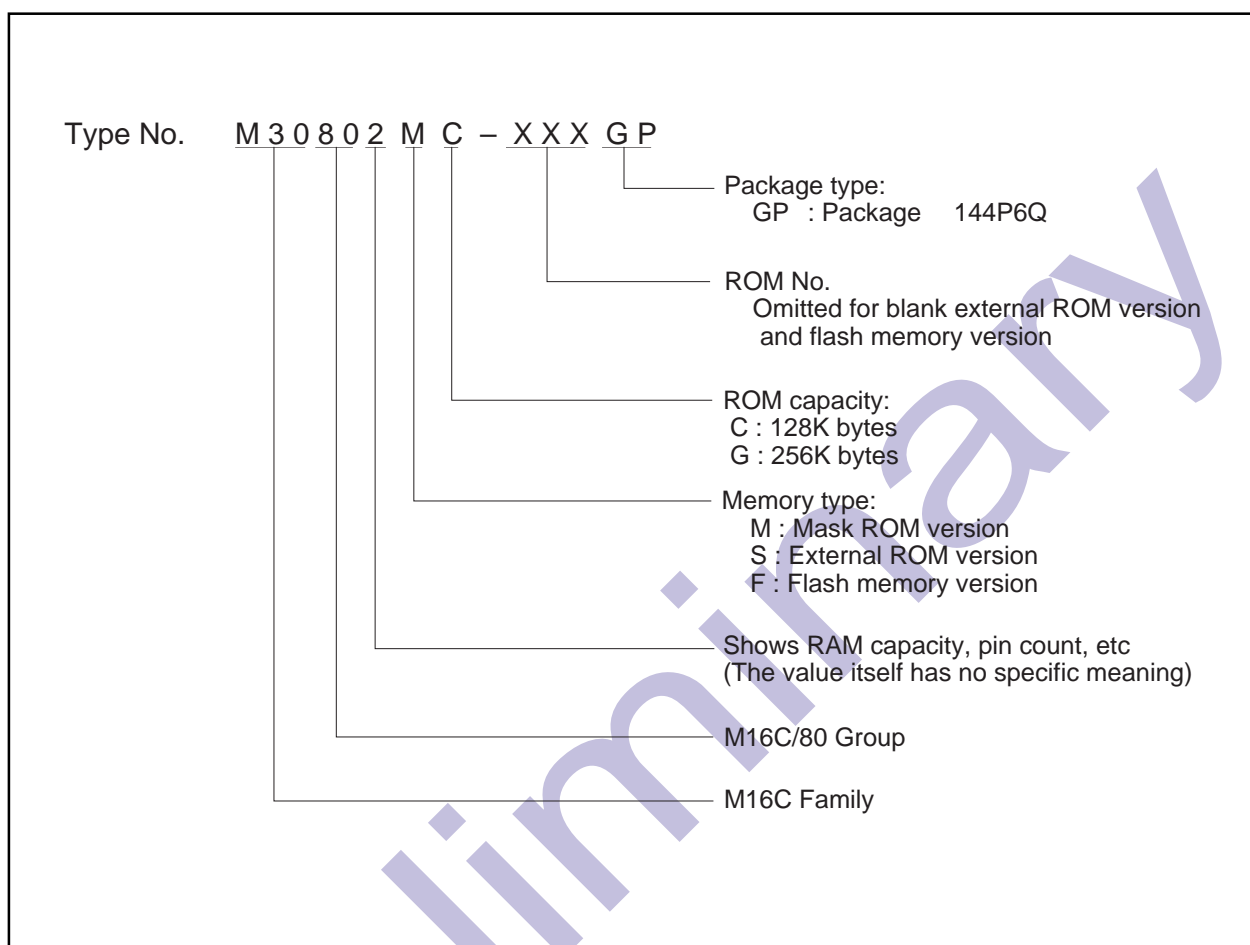 Type No. M 3 0 8 0 2 M C – X X X G P
Package type:
GP : Package 144P6Q
ROM No.
Omitted for blank external ROM version
and flash memory version
ROM capacity:
C : 128K bytes
G : 256K bytes
Memory type:
M : Mask ROM version
S : External ROM version
F : Flash memory version
Shows RAM capacity, pin count, etc
(The value itself has no specific meaning)
M16C/80 Group
M16C Family
liminary